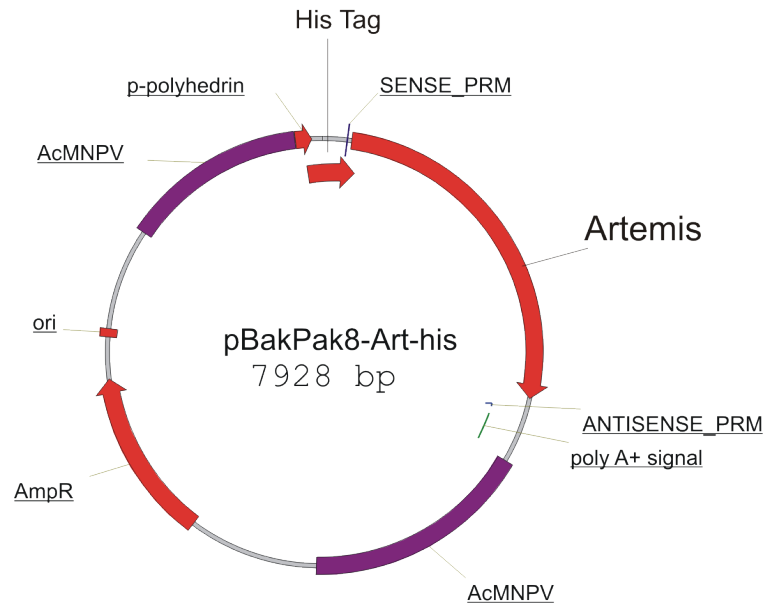 His Tag
p-polyhedrin
SENSE_PRM
AcMNPV
Artemis
ori
pBakPak8-Art-his
7928 bp
ANTISENSE_PRM
poly A+ signal
AmpR
AcMNPV